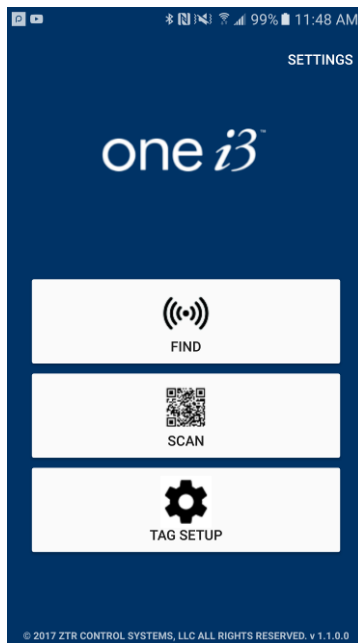 99% 11:48 AM
SETTINGS
one i3™
FIND
SCAN
TAG SETUP
© 2017 ZTR CONTROL SYSTEMS, LLC ALL RIGHTS RESERVED. v 1.1.0.0